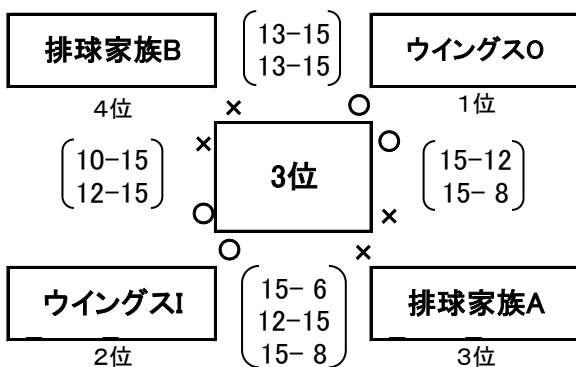 排球家族B
13-15
13-15
ウイングスO
4位
×
○
1位
10-15
12-15
×
3位
○
15-12
15- 8
○
×
○
×
ウイングスI
15- 6
12-15
15- 8
排球家族A
2位
3位